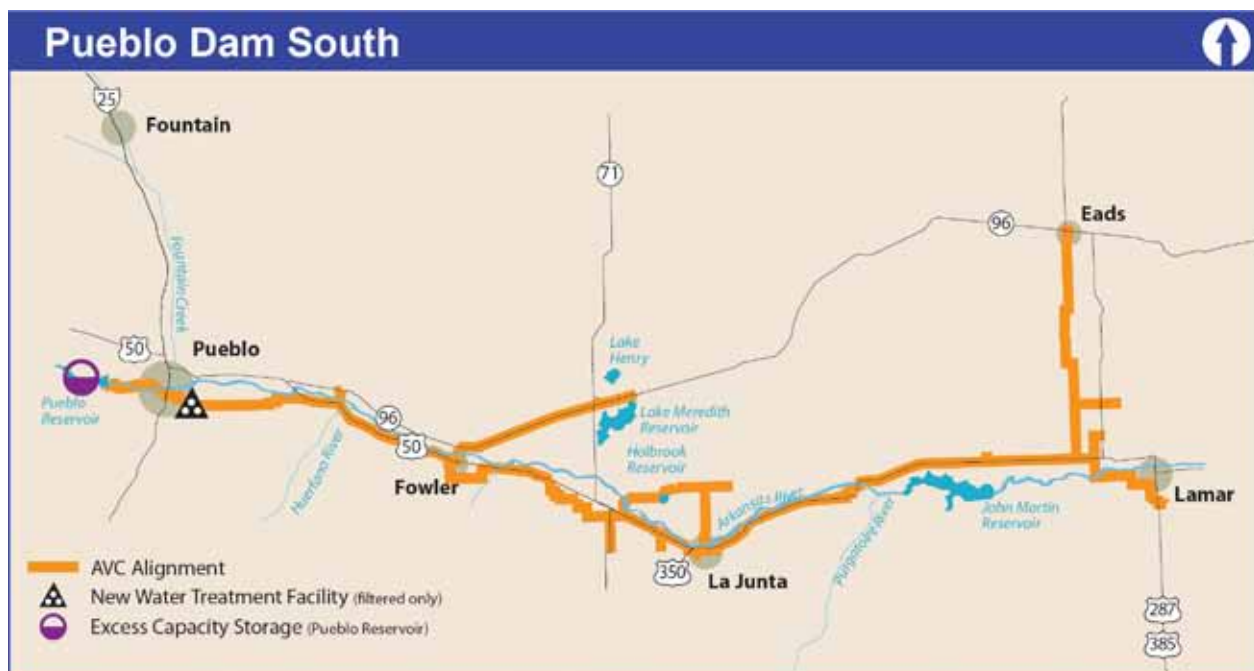 Pueblo Dam South
25
Fountain
71
Eads
96
Fountain Creek
50
Pueblo
Lake
Henry
Pueblo
Reservoir
96
Lake Meredith
Reservoir
50
Holbrook
Reservoir
Huerfano River
Fowler
Arkansas River
Lamar
John Martin
Reservoir
Purgatoire River
350
La Junta
AVC Alignment
New Water Treatment Facility (filtered only)
287
Excess Capacity Storage (Pueblo Reservoir)
385